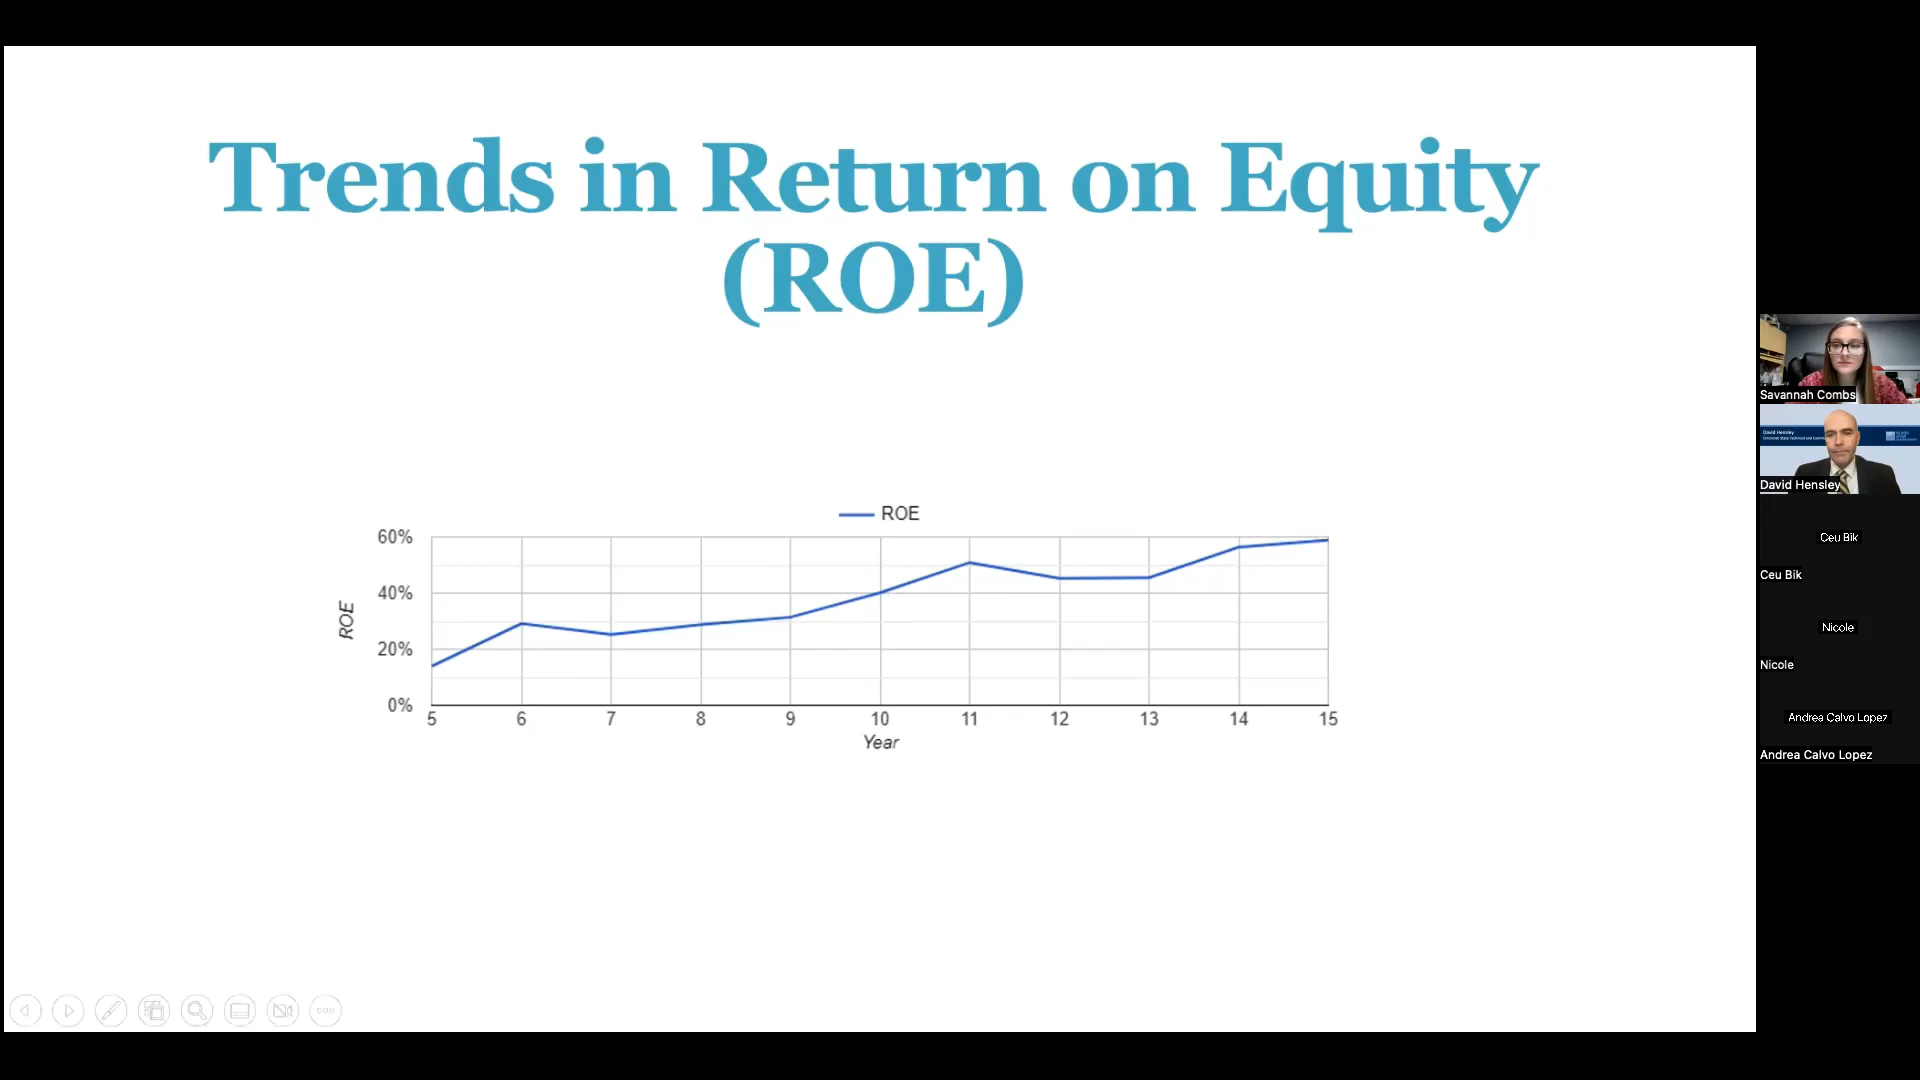 Trends in Return on Equity
(ROE)
ROE
60%
40%
20%
0%
ROE
5 6 7 8 9 10 11 12 13 14 15
Year
Savannah Combs
David Hensley
David Hensley
Ceu Bik
Ceu Bik
Nicole
Nicole
Andrea Calvo Lopez
Andrea Calvo Lopez